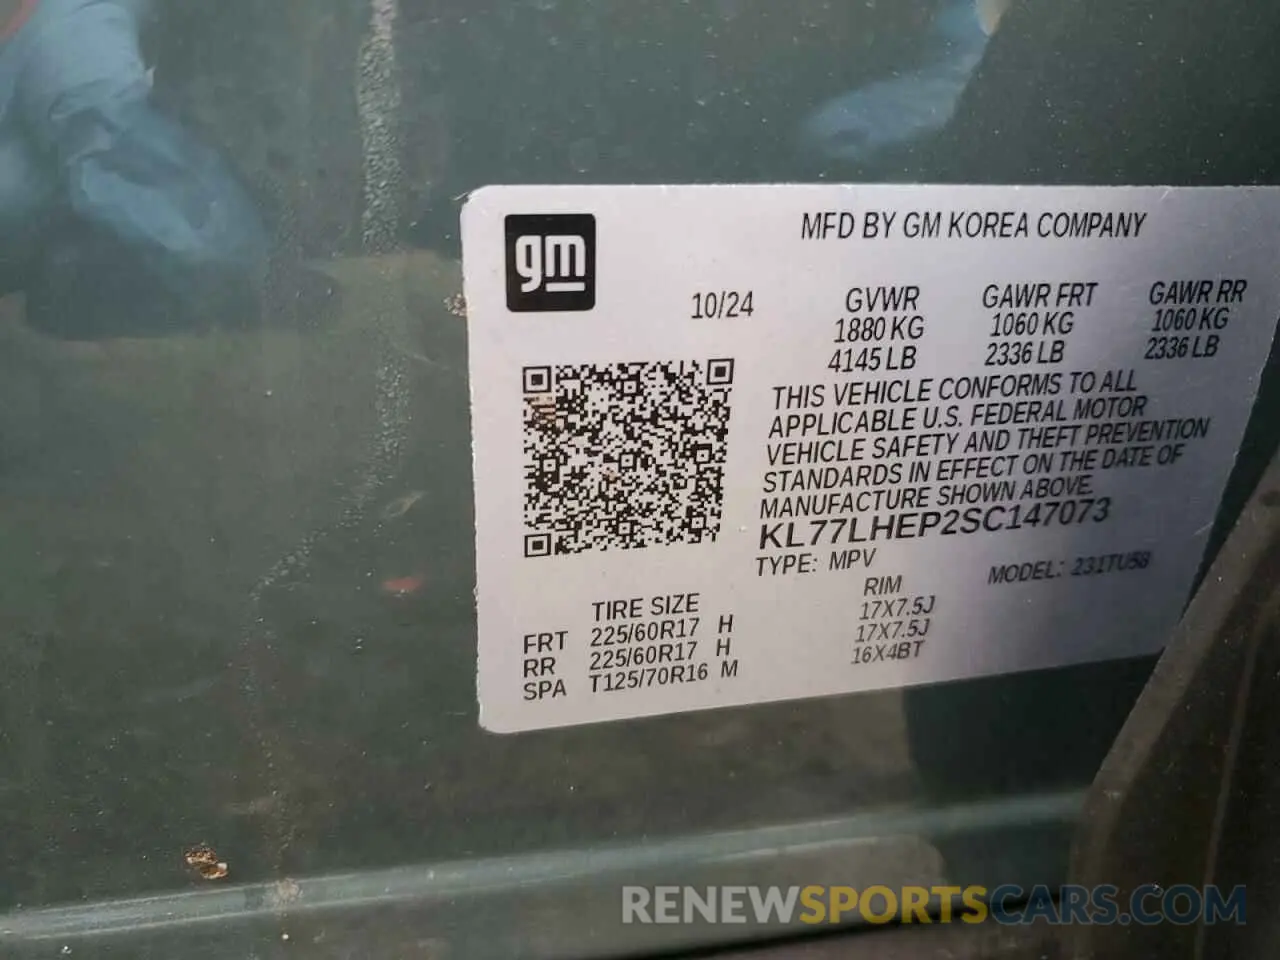 gm
MFD BY GM KOREA COMPANY
10/24
GVWR GAWR FRT GAWR RR
1880 KG 1060 KG 1060 KG
4145 LB 2336 LB 2336 LB
THIS VEHICLE CONFORMS TO ALL
APPLICABLE U.S. FEDERAL MOTOR
VEHICLE SAFETY AND THEFT PREVENTION
STANDARDS IN EFFECT ON THE DATE OF
MANUFACTURE SHOWN ABOVE.
KL77LHEP2SC147073
TYPE: MPV MODEL: 231TU58
TIRE SIZE RIM
FRT 225/60R17 H 17X7.5J
RR 225/60R17 H 17X7.5J
SPA T125/70R16 M 16X4BT
RENEWSPORTSCARS.COM